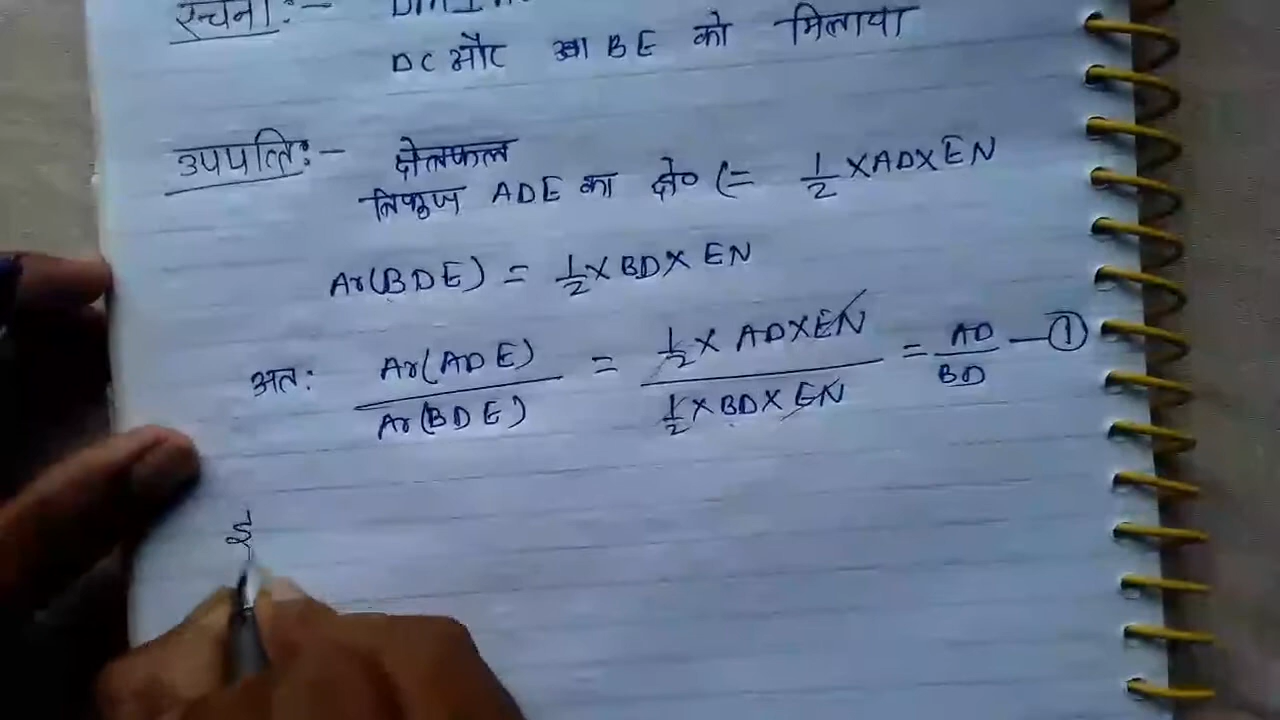 रचना :-
DC और BE को मिलाया
उपपत्ति :- क्षेत्रफल
त्रिभुज ADE का क्षे० (= 1/2 × AD × EN
Ar(BDE) = 1/2 × BD × EN
अत: Ar(ADE) / Ar(BDE) = 1/2 × AD × EN / 1/2 × BD × EN = AD / BD — ①